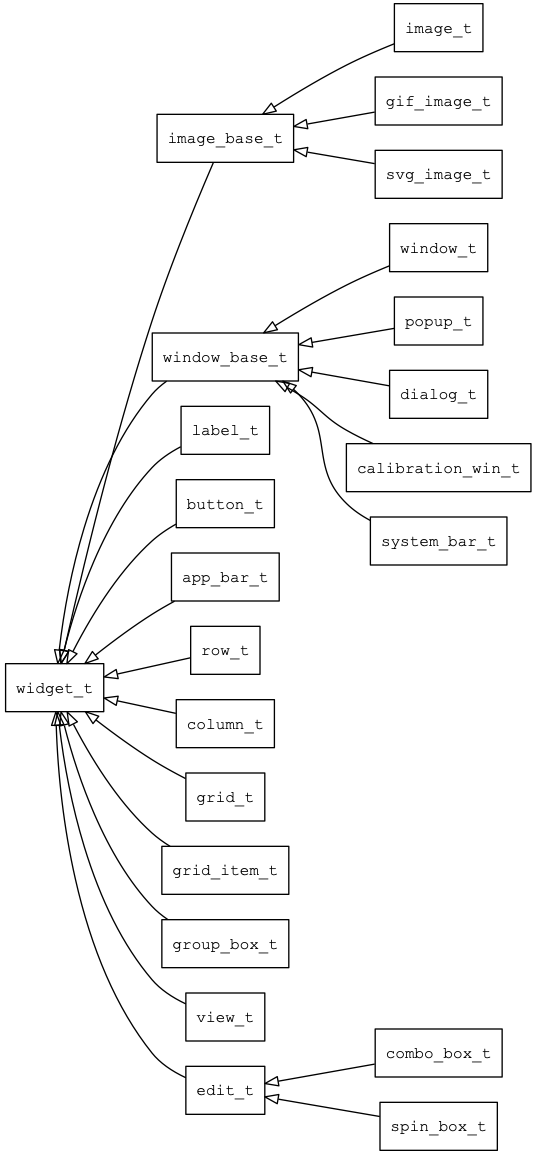 image_t
gif_image_t
image_base_t
svg_image_t
window_t
popup_t
window_base_t
dialog_t
label_t
calibration_win_t
button_t
system_bar_t
app_bar_t
row_t
widget_t
column_t
grid_t
grid_item_t
group_box_t
view_t
combo_box_t
edit_t
spin_box_t